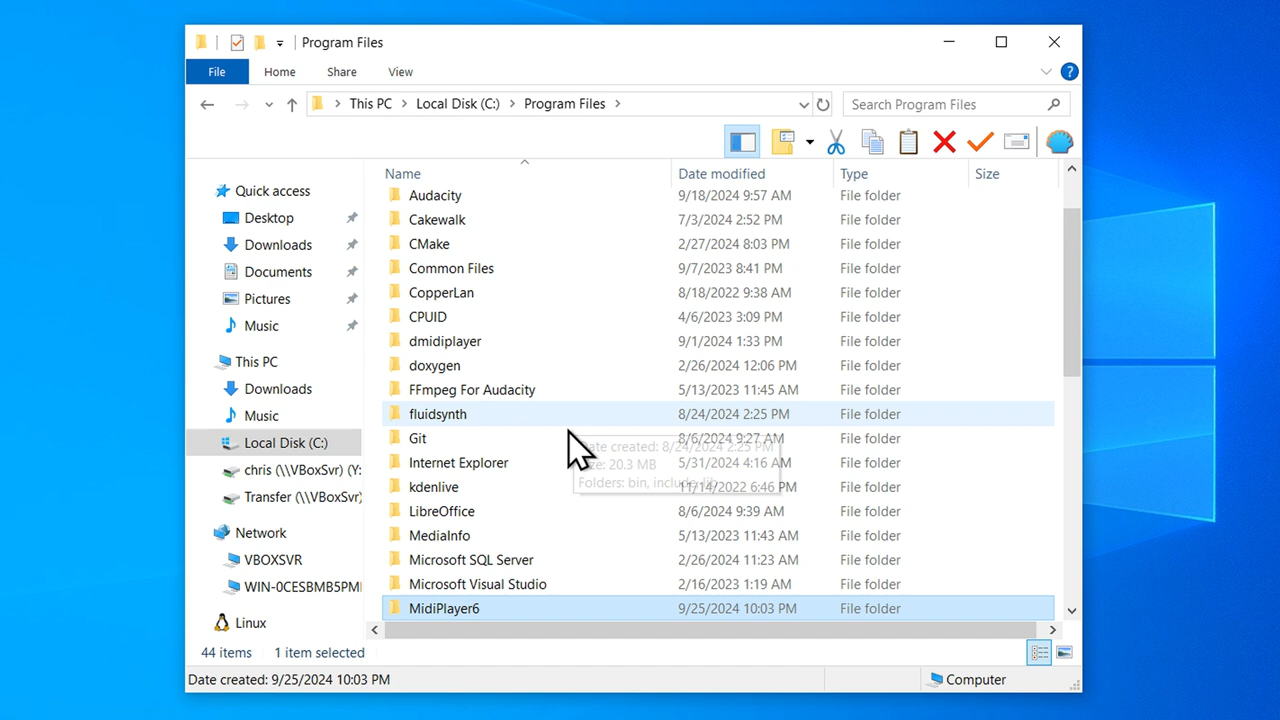 Program Files
File Home Share View
This PC Local Disk (C:) Program Files
Search Program Files
Name Date modified Type Size
Quick access
Desktop
Downloads
Documents
Pictures
Music
This PC
Downloads
Music
Local Disk (C:)
chris (\\VBoxSvr) (Y:
Transfer (\\VBoxSvr)
Network
VBOXSVR
WIN-0CESBMB5PM
Linux
Audacity 9/18/2024 9:57 AM File folder
Cakewalk 7/3/2024 2:52 PM File folder
CMake 2/27/2024 8:03 PM File folder
Common Files 9/7/2023 8:41 PM File folder
CopperLan 8/18/2022 9:38 AM File folder
CPUID 4/6/2023 3:09 PM File folder
dmidiplayer 9/1/2024 1:33 PM File folder
doxygen 2/26/2024 12:06 PM File folder
FFmpeg For Audacity 5/13/2023 11:45 AM File folder
fluidsynth 8/24/2024 2:25 PM File folder
Git 8/6/2024 9:27 AM File folder
Internet Explorer 5/31/2024 4:16 AM File folder
kdenlive 11/14/2022 6:46 PM File folder
LibreOffice 8/6/2024 9:39 AM File folder
MediaInfo 5/13/2023 11:43 AM File folder
Microsoft SQL Server 2/26/2024 11:23 AM File folder
Microsoft Visual Studio 2/16/2023 1:19 AM File folder
MidiPlayer6 9/25/2024 10:03 PM File folder
ate created: 8/24/2024 2:25 PM
ize: 20.3 MB
Folders: bin, include, lib
44 items 1 item selected
Date created: 9/25/2024 10:03 PM Computer